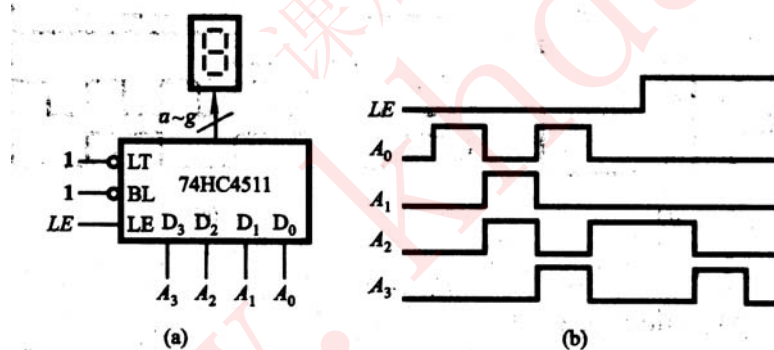 a~g
1 LT
1 BL
74HC4511
LE LE D₃ D₂ D₁ D₀
A₃ A₂ A₁ A₀
(a)
LE
A₀
A₁
A₂
A₃
(b)